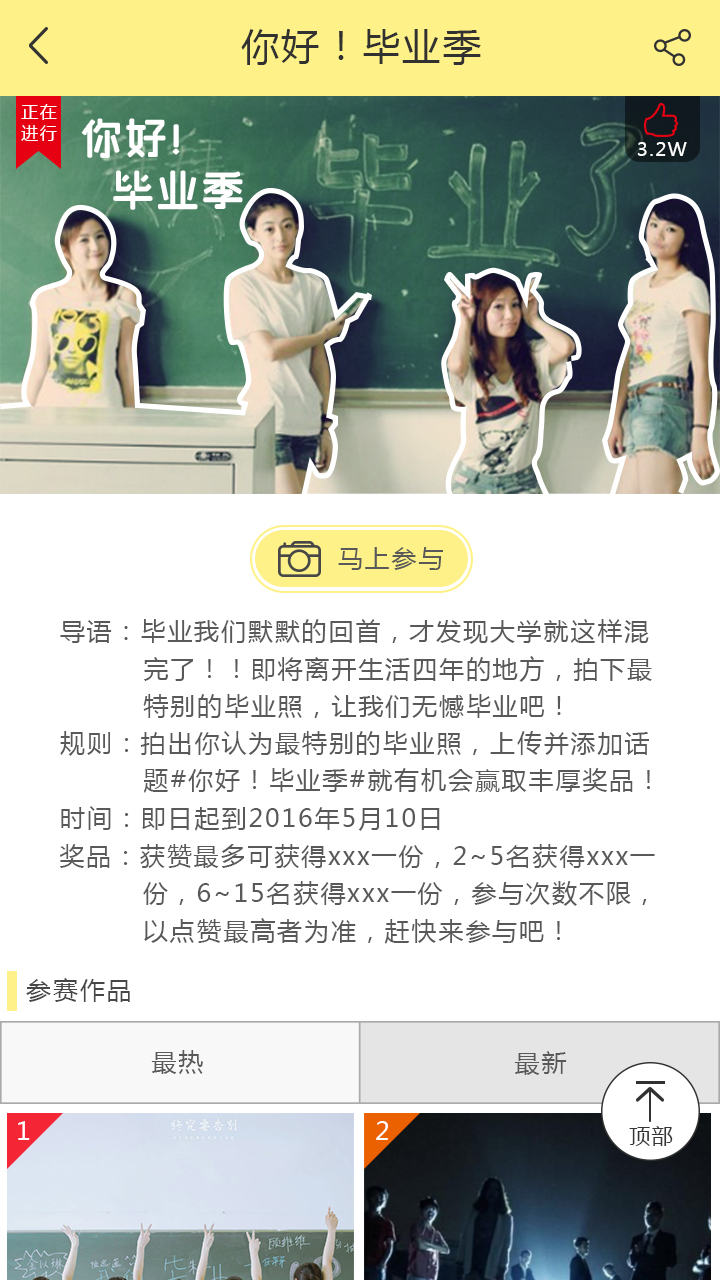 你好！毕业季
正在
进行
你好！
毕业季
3.2W
毕业了
马上参与
导语：毕业我们默默的回首，才发现大学就这样混
完了！！即将离开生活四年的地方，拍下最
特别的毕业照，让我们无憾毕业吧！
规则：拍出你认为最特别的毕业照，上传并添加话
题#你好！毕业季#就有机会赢取丰厚奖品！
时间：即日起到2016年5月10日
奖品：获赞最多可获得xxx一份，2~5名获得xxx一
份，6~15名获得xxx一份，参与次数不限，
以点赞最高者为准，赶快来参与吧！
参赛作品
最热
最新
顶部
1
终究要告别
2